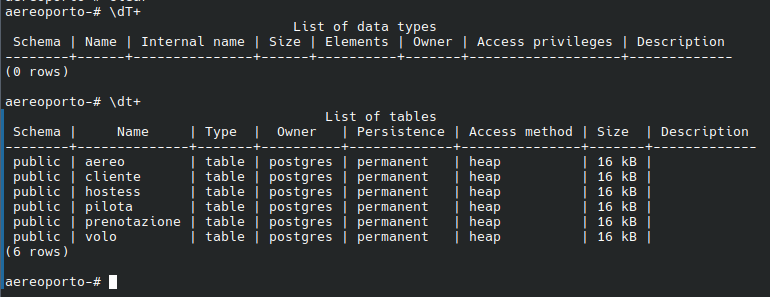 aereoporto-# \dT+
List of data types
Schema | Name | Internal name | Size | Elements | Owner | Access privileges | Description
--------+------+---------------+------+----------+-------+-------------------+-------------
(0 rows)
aereoporto-# \dt+
List of tables
Schema | Name | Type | Owner | Persistence | Access method | Size | Description
--------+--------------+-------+----------+-------------+---------------+-------+-------------
public | aereo | table | postgres | permanent | heap | 16 kB |
public | cliente | table | postgres | permanent | heap | 16 kB |
public | hostess | table | postgres | permanent | heap | 16 kB |
public | pilota | table | postgres | permanent | heap | 16 kB |
public | prenotazione | table | postgres | permanent | heap | 16 kB |
public | volo | table | postgres | permanent | heap | 16 kB |
(6 rows)
aereoporto-#